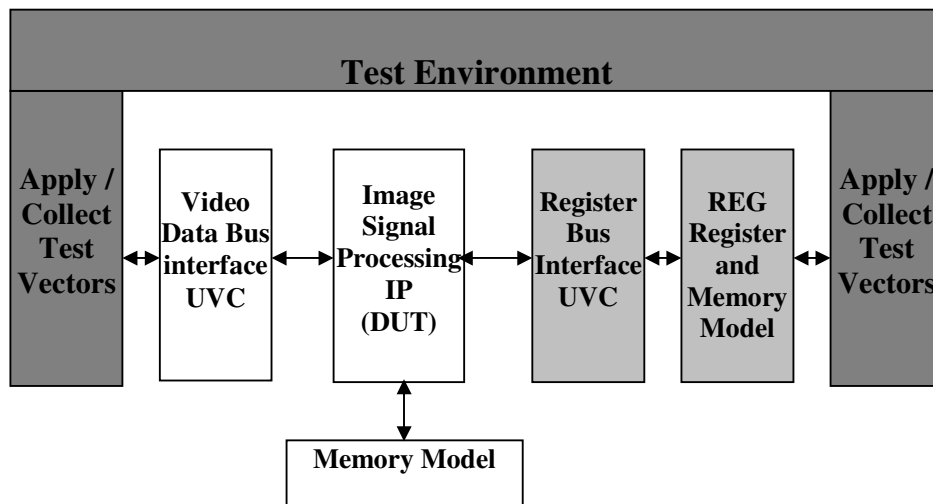 Test Environment
Apply /
Collect
Test
Vectors
Video
Data Bus
interface
UVC
Image
Signal
Processing
IP
(DUT)
Register
Bus
Interface
UVC
REG
Register
and
Memory
Model
Apply /
Collect
Test
Vectors
Memory Model